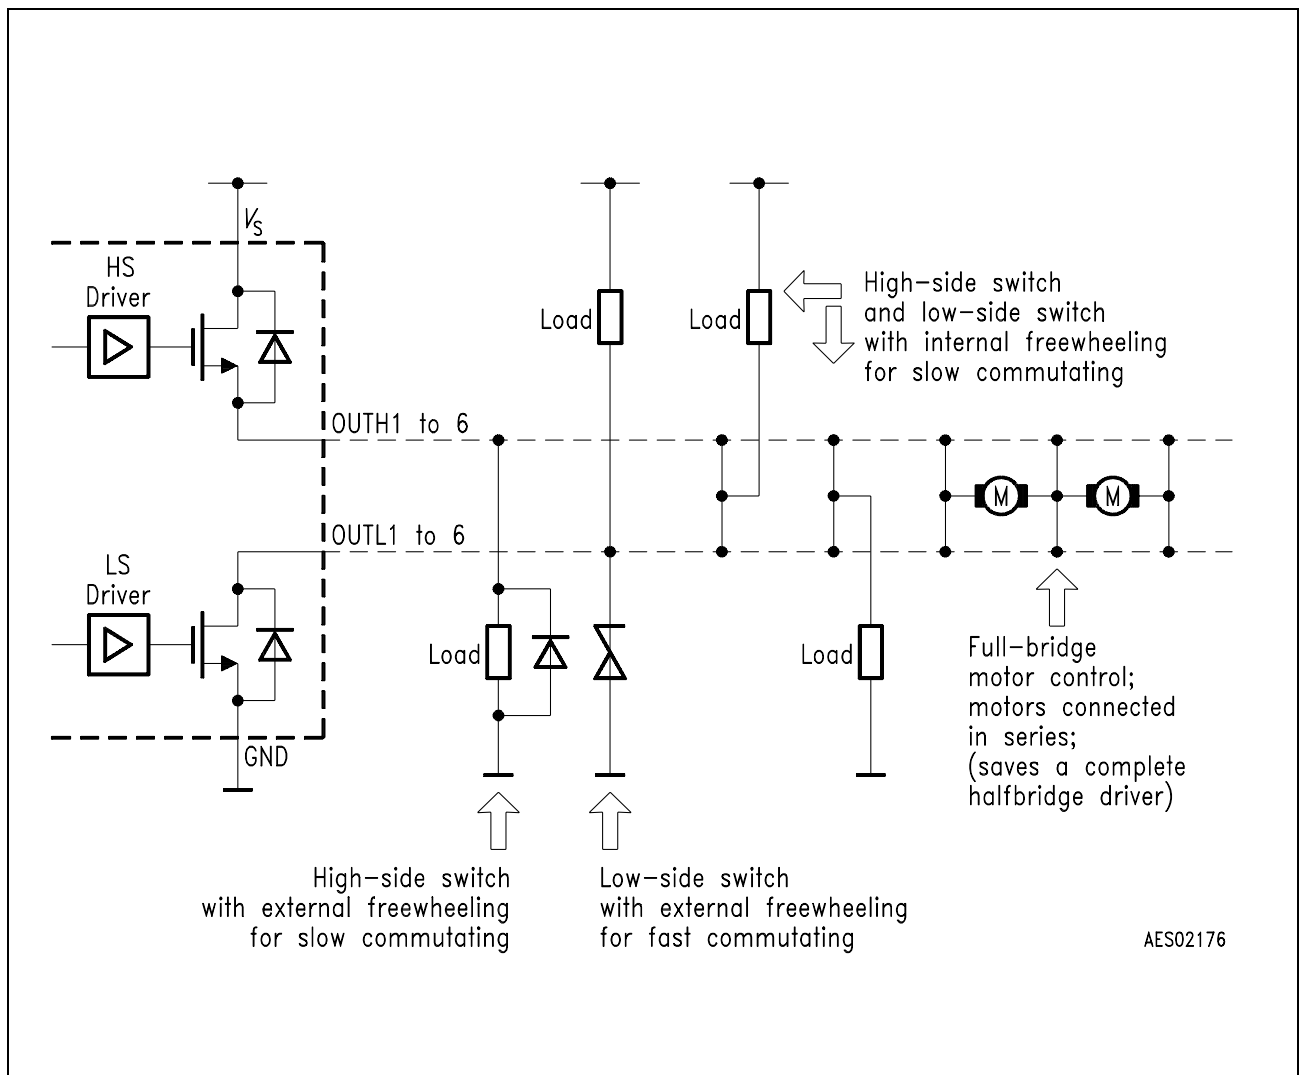 V_S
HS
Driver
Load
Load
High-side switch
and low-side switch
with internal freewheeling
for slow commutating
OUTH1 to 6
M
M
OUTL1 to 6
LS
Driver
Load
Load
Full-bridge
motor control;
motors connected
in series;
(saves a complete
halfbridge driver)
GND
High-side switch
with external freewheeling
for slow commutating
Low-side switch
with external freewheeling
for fast commutating
AES02176